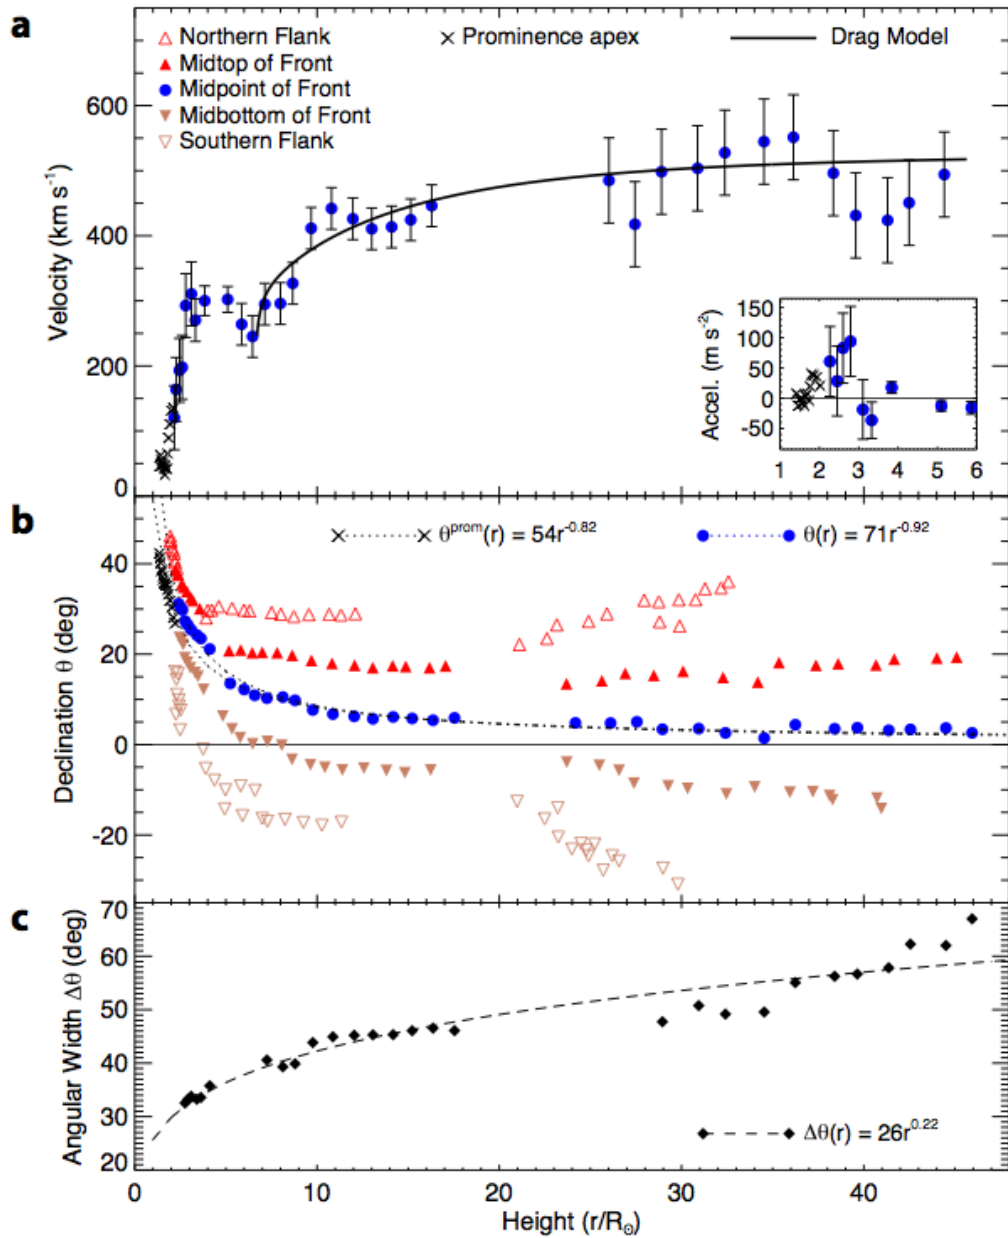 a
Northern Flank
Midtop of Front
Midpoint of Front
Midbottom of Front
Southern Flank
Prominence apex
Drag Model
Velocity (km s⁻¹)
600
400
200
0
Accel. (m s⁻²)
150
100
50
0
-50
1 2 3 4 5 6
b
θᵖʳᵒᵐ(r) = 54r⁻⁰·⁸²
θ(r) = 71r⁻⁰·⁹²
Declination θ (deg)
40
20
0
-20
c
Angular Width Δθ (deg)
70
60
50
40
30
20
Δθ(r) = 26r⁰·²²
0 10 20 30 40
Height (r/R☉)